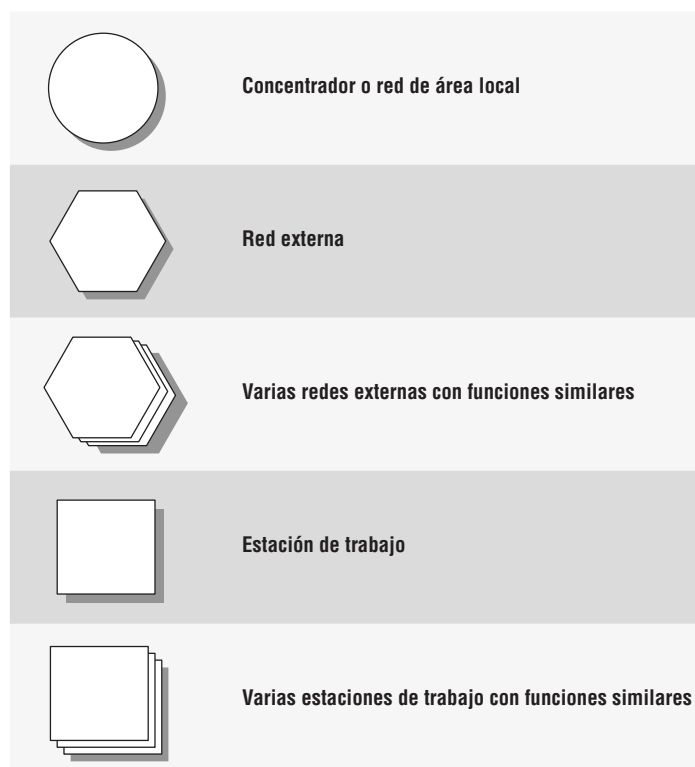 Concentrador o red de área local
Red externa
Varias redes externas con funciones similares
Estación de trabajo
Varias estaciones de trabajo con funciones similares